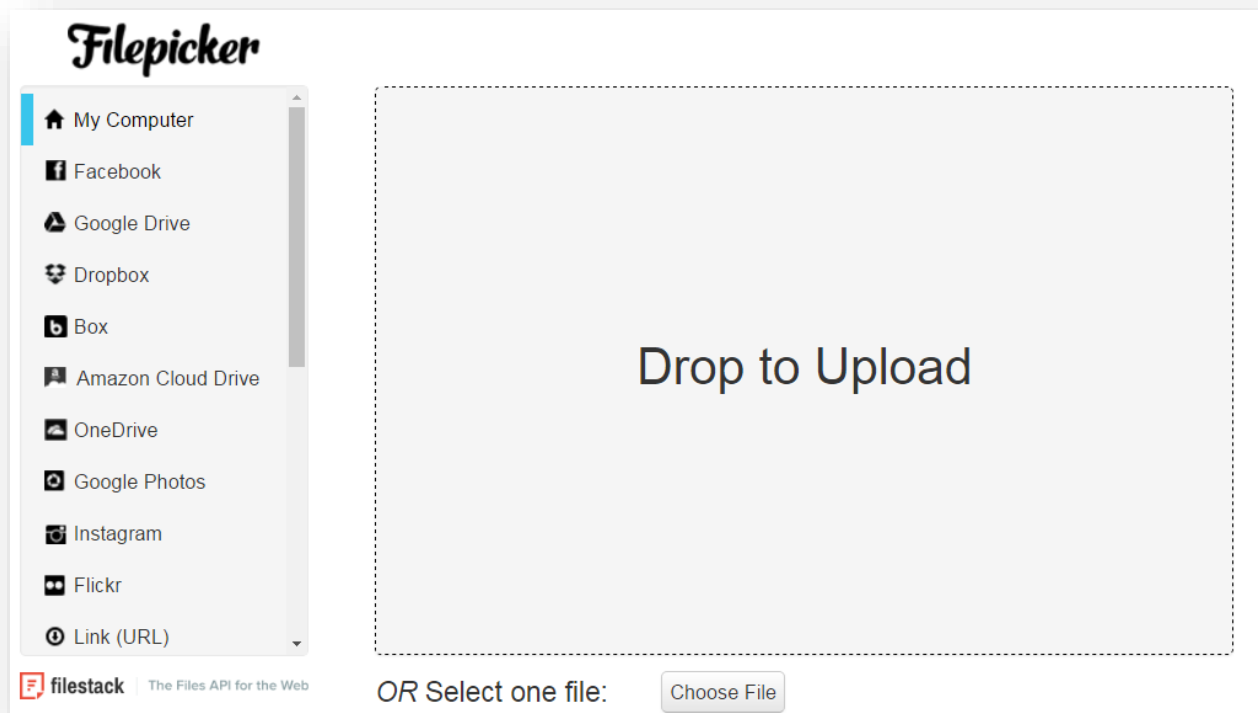 Filepicker
My Computer
Facebook
Google Drive
Dropbox
Box
Amazon Cloud Drive
OneDrive
Google Photos
Instagram
Flickr
Link (URL)
Drop to Upload
filestack The Files API for the Web
OR Select one file: Choose File